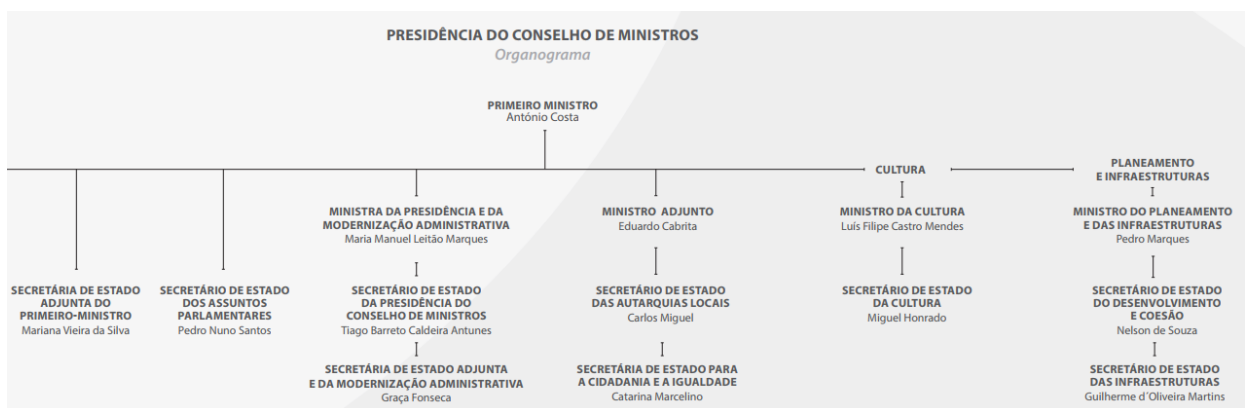 PRESIDÊNCIA DO CONSELHO DE MINISTROS
Organograma
PRIMEIRO MINISTRO
António Costa
CULTURA
PLANEAMENTO
E INFRAESTRUTURAS
MINISTRA DA PRESIDÊNCIA E DA
MODERNIZAÇÃO ADMINISTRATIVA
Maria Manuel Leitão Marques
MINISTRO ADJUNTO
Eduardo Cabrita
MINISTRO DA CULTURA
Luís Filipe Castro Mendes
MINISTRO DO PLANEAMENTO
E DAS INFRAESTRUTURAS
Pedro Marques
SECRETÁRIA DE ESTADO
ADJUNTA DO
PRIMEIRO-MINISTRO
Mariana Vieira da Silva
SECRETÁRIO DE ESTADO
DOS ASSUNTOS
PARLAMENTARES
Pedro Nuno Santos
SECRETÁRIO DE ESTADO
DA PRESIDÊNCIA DO
CONSELHO DE MINISTROS
Tiago Barreto Caldeira Antunes
SECRETÁRIO DE ESTADO
DAS AUTARQUIAS LOCAIS
Carlos Miguel
SECRETÁRIO DE ESTADO
DA CULTURA
Miguel Honrado
SECRETÁRIO DE ESTADO
DO DESENVOLVIMENTO
E COESÃO
Nelson de Souza
SECRETÁRIA DE ESTADO ADJUNTA
E DA MODERNIZAÇÃO ADMINISTRATIVA
Graça Fonseca
SECRETÁRIA DE ESTADO PARA
A CIDADANIA E A IGUALDADE
Catarina Marcelino
SECRETÁRIO DE ESTADO
DAS INFRAESTRUTURAS
Guilherme d´Oliveira Martins